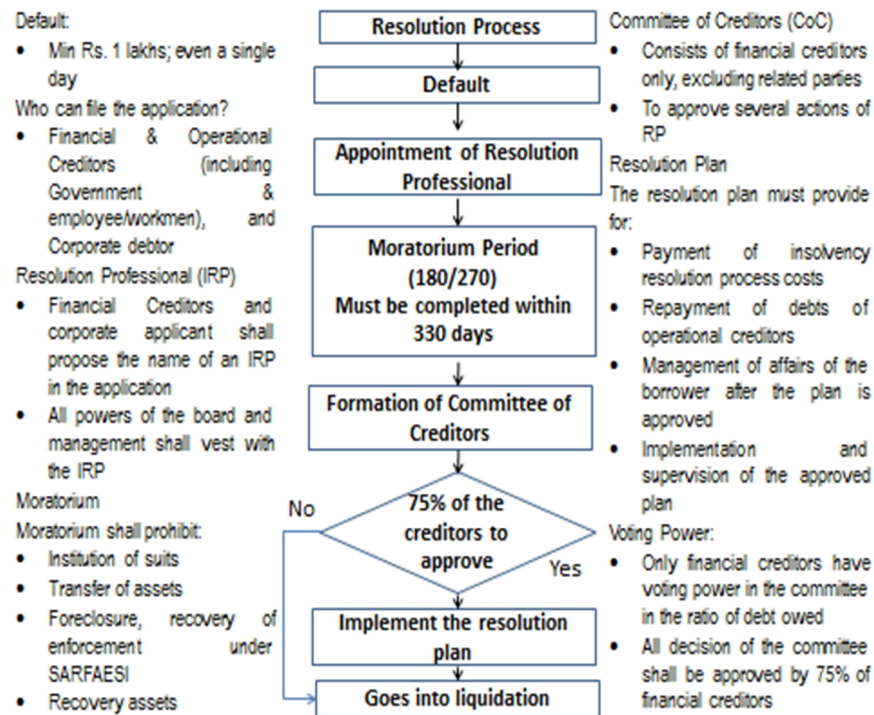 Default:
• Min Rs. 1 lakhs; even a single
day
Who can file the application?
• Financial & Operational
Creditors (including
Government &
employee/workmen), and
Corporate debtor
Resolution Professional (IRP)
• Financial Creditors and
corporate applicant shall
propose the name of an IRP
in the application
• All powers of the board and
management shall vest with
the IRP
Moratorium
Moratorium shall prohibit:
• Institution of suits
• Transfer of assets
• Foreclosure, recovery of
enforcement under
SARFAESI
• Recovery assets
Resolution Process
Default
Appointment of Resolution
Professional
Moratorium Period
(180/270)
Must be completed within
330 days
Formation of Committee of
Creditors
No
75% of the
creditors to
approve
Yes
Implement the resolution
plan
Goes into liquidation
Committee of Creditors (CoC)
• Consists of financial creditors
only, excluding related parties
• To approve several actions of
RP
Resolution Plan
The resolution plan must provide
for:
• Payment of insolvency
resolution process costs
• Repayment of debts of
operational creditors
• Management of affairs of the
borrower after the plan is
approved
• Implementation and
supervision of the approved
plan
Voting Power:
• Only financial creditors have
voting power in the committee
in the ratio of debt owed
• All decision of the committee
shall be approved by 75% of
financial creditors